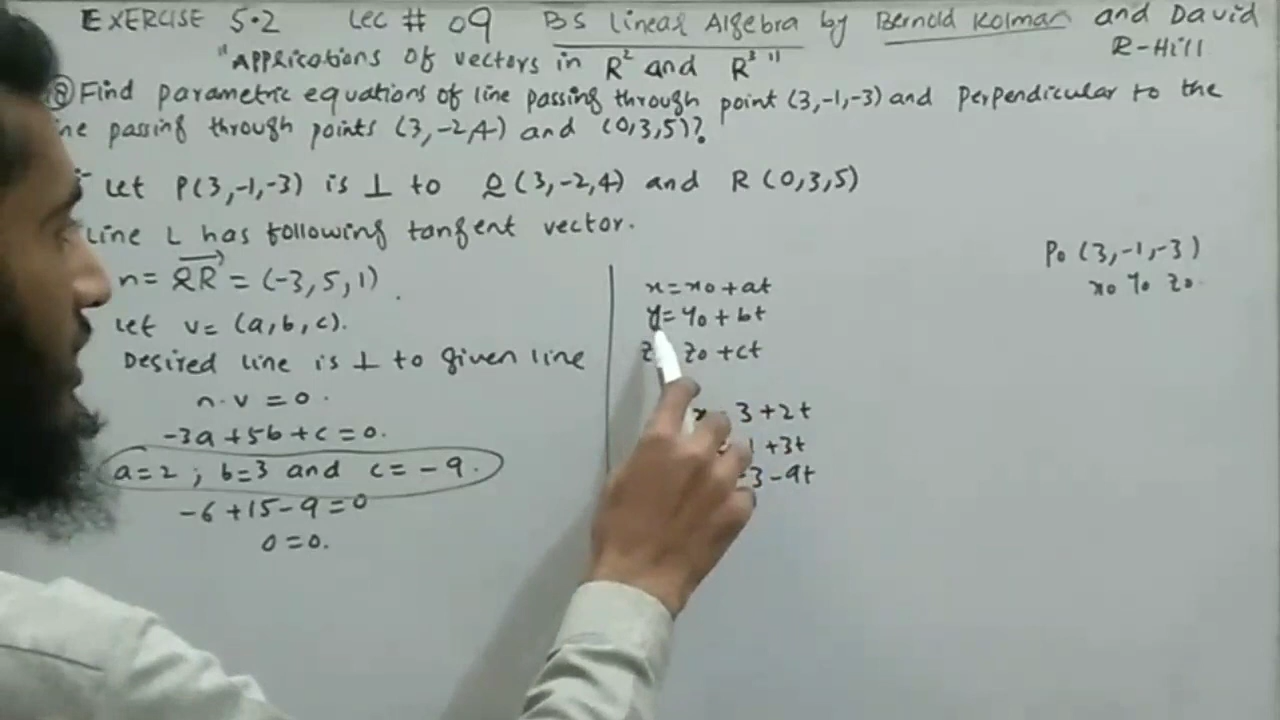 EXERCISE 5.2 Lec # 09 BS Linear Algebra by Bernold Kolman and David
R-Hill
"Applications of vectors in R² and R³"
⑧ Find parametric equations of line passing through point (3,-1,-3) and perpendicular to the
passing through points (3,-2,4) and (0,3,5)?
Let P(3,-1,-3) is ⊥ to Q(3,-2,4) and R(0,3,5)
Line L has following tangent vector.
n = QR = (-3, 5, 1).
Let v = (a, b, c).
Desired line is ⊥ to given line
n.v = 0.
-3a + 5b + c = 0.
a=2 ; b=3 and c= -9.
-6 + 15 - 9 = 0
0 = 0.
x = x0 + at
y = y0 + bt
z z0 + ct
x 3 + 2t
1 + 3t
-3 - 9t
P0 (3, -1, -3)
x0 y0 z0